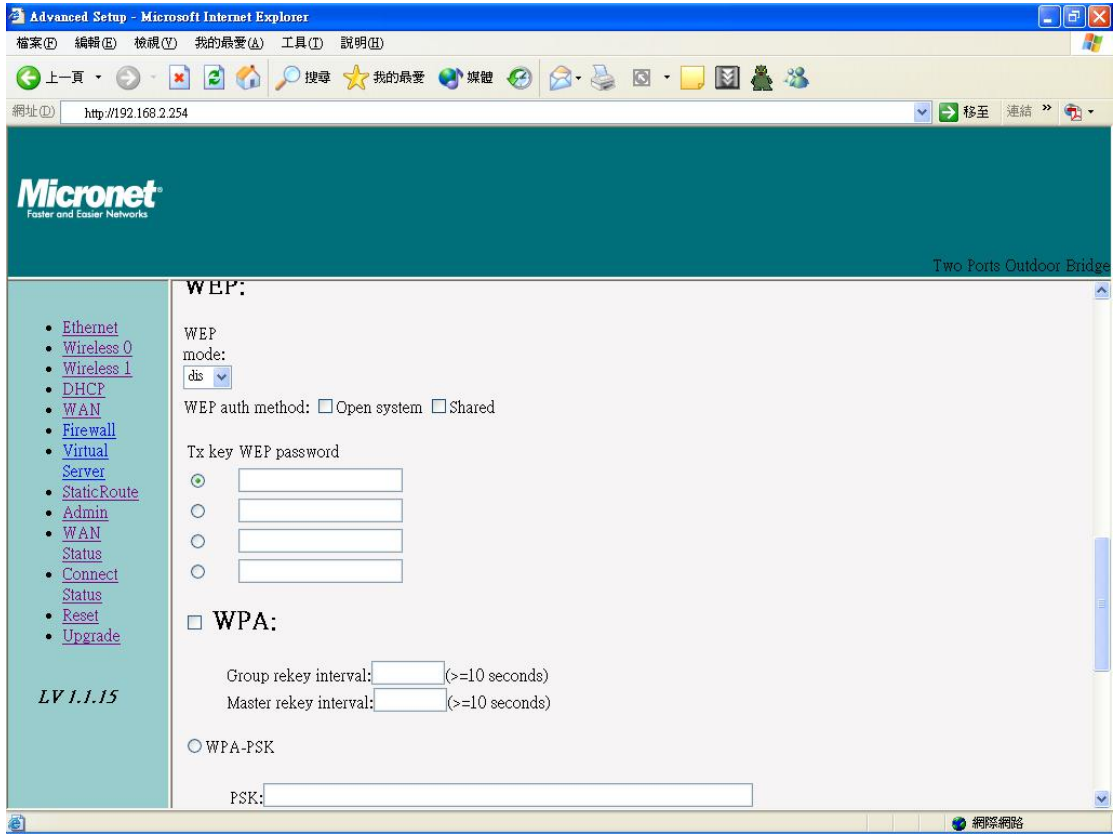 Advanced Setup - Microsoft Internet Explorer
檔案(F) 編輯(E) 檢視(V) 我的最愛(A) 工具(T) 說明(H)
上一頁 搜尋 我的最愛 媒體
網址(D) http://192.168.2.254 移至 連結 »
Micronet®
Faster and Easier Networks
Two Ports Outdoor Bridge
Ethernet
Wireless 0
Wireless 1
DHCP
WAN
Firewall
Virtual
Server
StaticRoute
Admin
WAN
Status
Connect
Status
Reset
Upgrade
LV 1.1.15
WEP:
WEP
mode:
dis
WEP auth method: Open system Shared
Tx key WEP password
WPA:
Group rekey interval: (>=10 seconds)
Master rekey interval: (>=10 seconds)
WPA-PSK
PSK:
網際網路